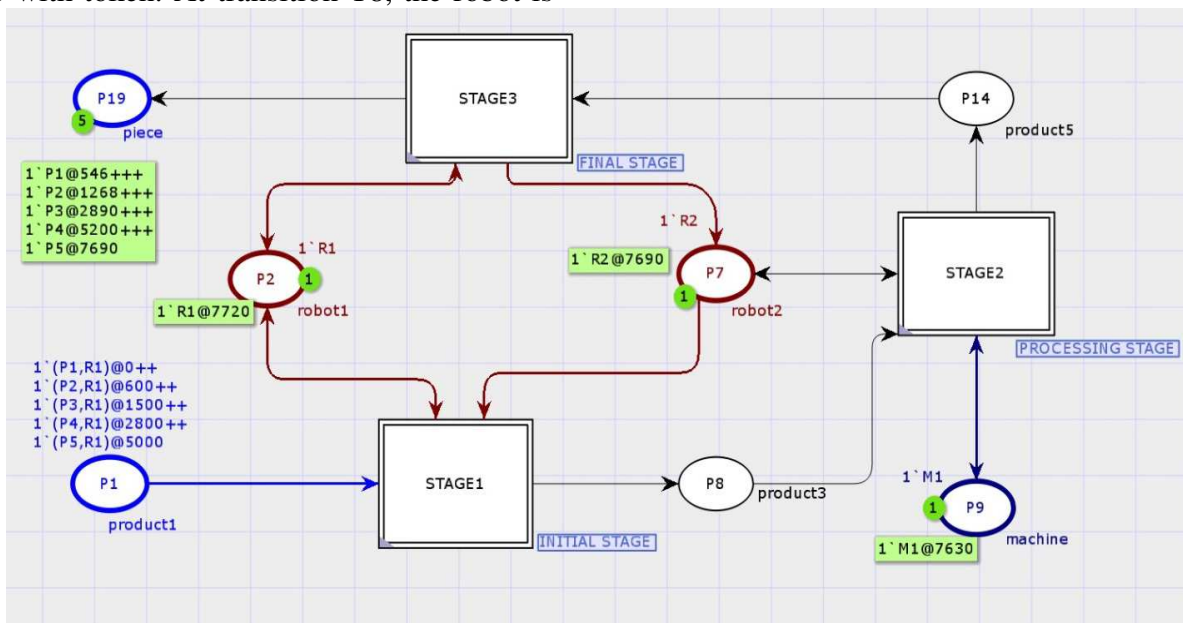 with token. At transition T8, the robot is
P19
5
piece
STAGE3
P14
product5
FINAL STAGE
1`P1@546+++
1`P2@1268+++
1`P3@2890+++
1`P4@5200+++
1`P5@7690
1`R1
P2
1
1`R1@7720
robot1
1`R2
1`R2@7690
P7
1
robot2
STAGE2
PROCESSING STAGE
1`(P1,R1)@0++
1`(P2,R1)@600++
1`(P3,R1)@1500++
1`(P4,R1)@2800++
1`(P5,R1)@5000
P1
product1
STAGE1
INITIAL STAGE
P8
product3
1`M1
1
P9
machine
1`M1@7630